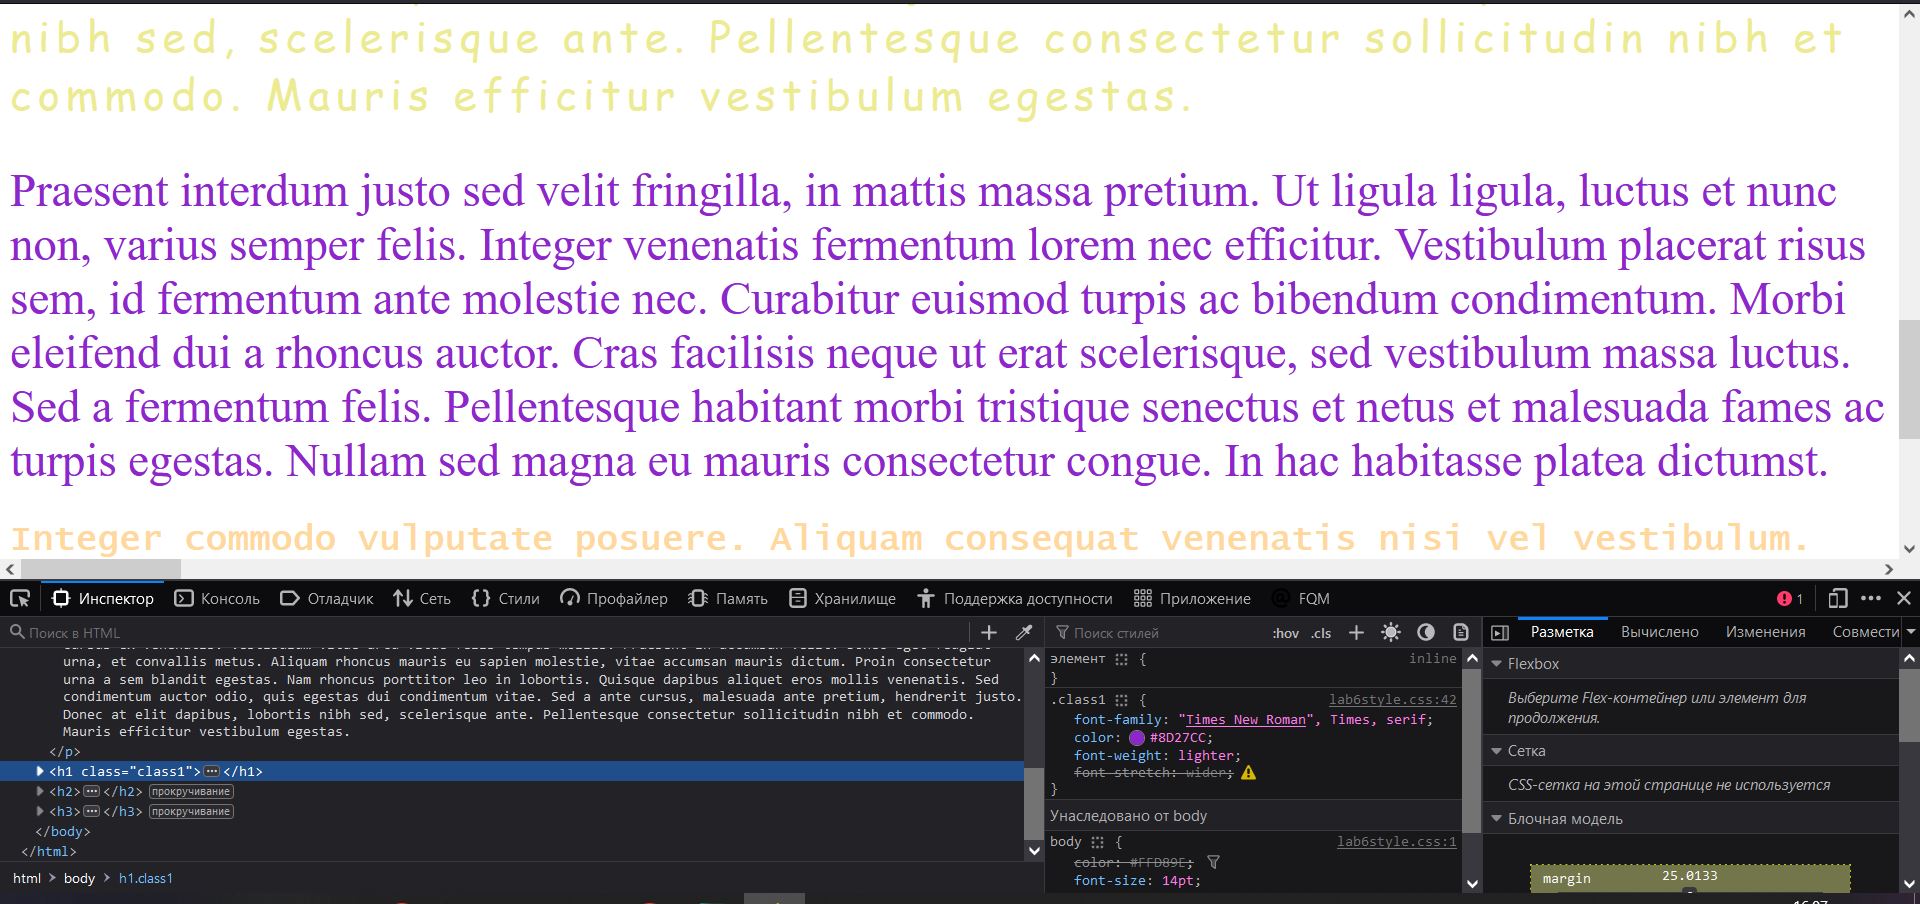 nibh sed, scelerisque ante. Pellentesque consectetur sollicitudin nibh et
commodo. Mauris efficitur vestibulum egestas.
Praesent interdum justo sed velit fringilla, in mattis massa pretium. Ut ligula ligula, luctus et nunc
non, varius semper felis. Integer venenatis fermentum lorem nec efficitur. Vestibulum placerat risus
sem, id fermentum ante molestie nec. Curabitur euismod turpis ac bibendum condimentum. Morbi
eleifend dui a rhoncus auctor. Cras facilisis neque ut erat scelerisque, sed vestibulum massa luctus.
Sed a fermentum felis. Pellentesque habitant morbi tristique senectus et netus et malesuada fames ac
turpis egestas. Nullam sed magna eu mauris consectetur congue. In hac habitasse platea dictumst.
Integer commodo vulputate posuere. Aliquam consequat venenatis nisi vel vestibulum.
Инспектор Консоль Отладчик Сеть Стили Профайлер Память Хранилище Поддержка доступности Приложение FQM 1
Поиск в HTML
urna, et convallis metus. Aliquam rhoncus mauris eu sapien molestie, vitae accumsan mauris dictum. Proin consectetur
urna a sem blandit egestas. Nam rhoncus porttitor leo in lobortis. Quisque dapibus aliquet eros mollis venenatis. Sed
condimentum auctor odio, quis egestas dui condimentum vitae. Sed a ante cursus, malesuada ante pretium, hendrerit justo.
Donec at elit dapibus, lobortis nibh sed, scelerisque ante. Pellentesque consectetur sollicitudin nibh et commodo.
Mauris efficitur vestibulum egestas.
</p>
<h1 class="class1"> ••• </h1>
<h2> ••• </h2> прокручивание
<h3> ••• </h3> прокручивание
</body>
</html>
html > body > h1.class1
Поиск стилей :hov .cls
элемент { inline
}
.class1 { lab6style.css:42
font-family: "Times New Roman", Times, serif;
color: #8D27CC;
font-weight: lighter;
font-stretch: wider;
}
Унаследовано от body
body { lab6style.css:1
color: #FFD89E;
font-size: 14pt;
Разметка Вычислено Изменения Совмести
Flexbox
Выберите Flex-контейнер или элемент для
продолжения.
Сетка
CSS-сетка на этой странице не используется
Блочная модель
margin 25.0133